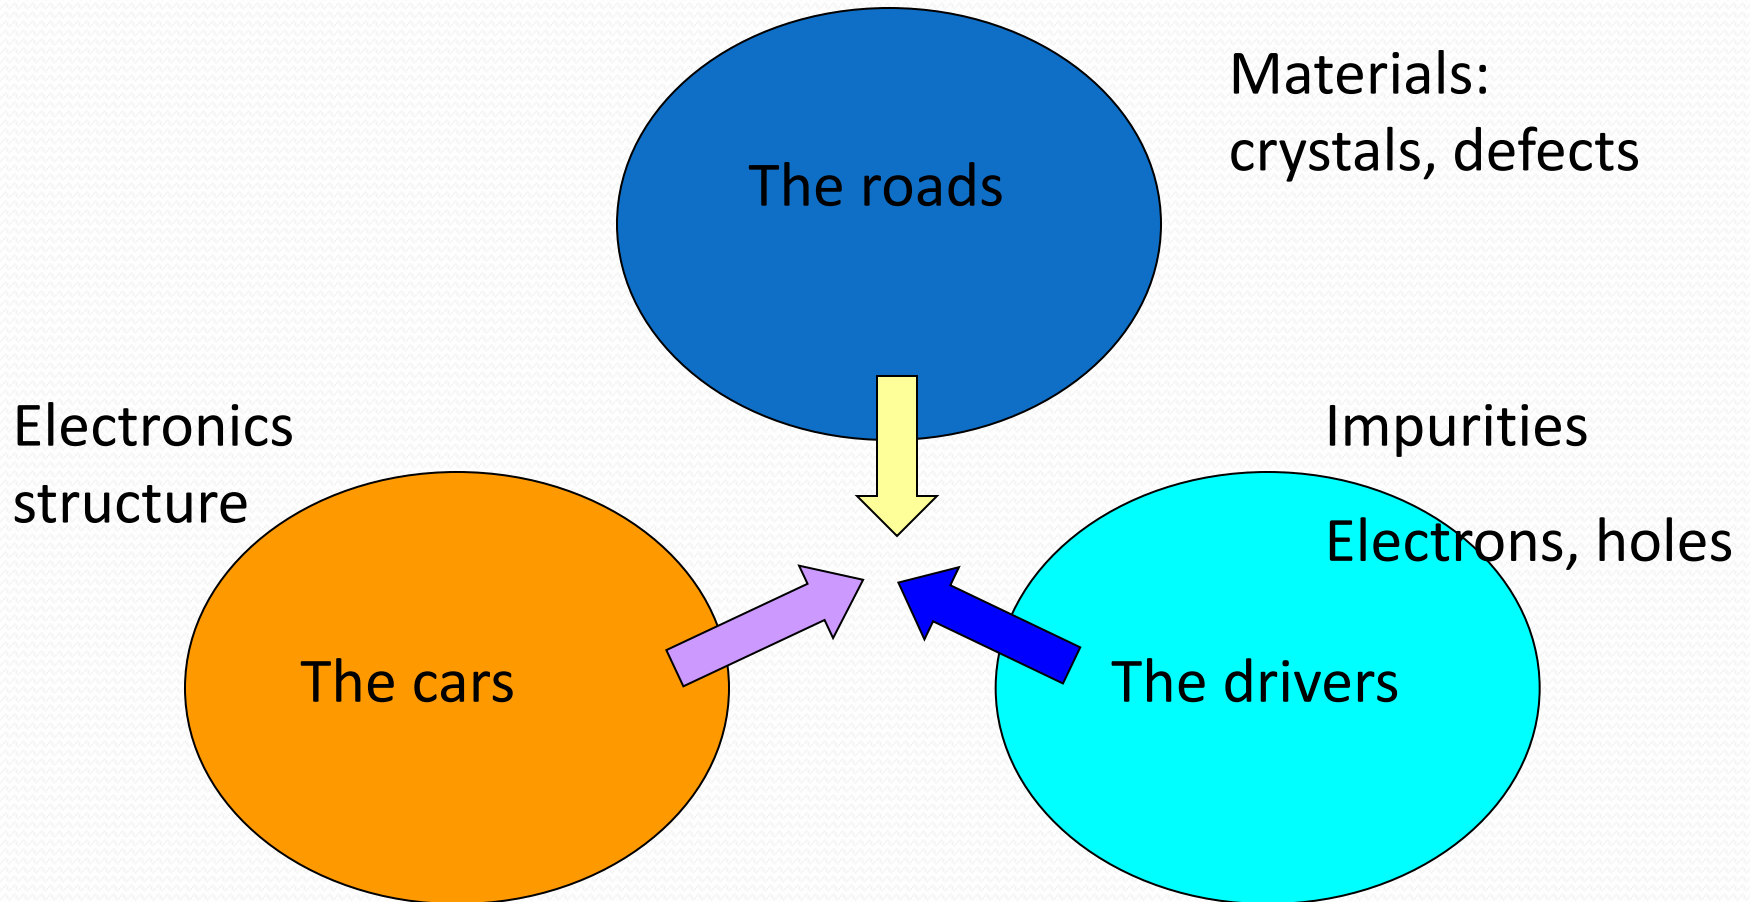 Materials:
crystals, defects
The roads
Electronics
structure
Impurities
Electrons, holes
The cars
The drivers